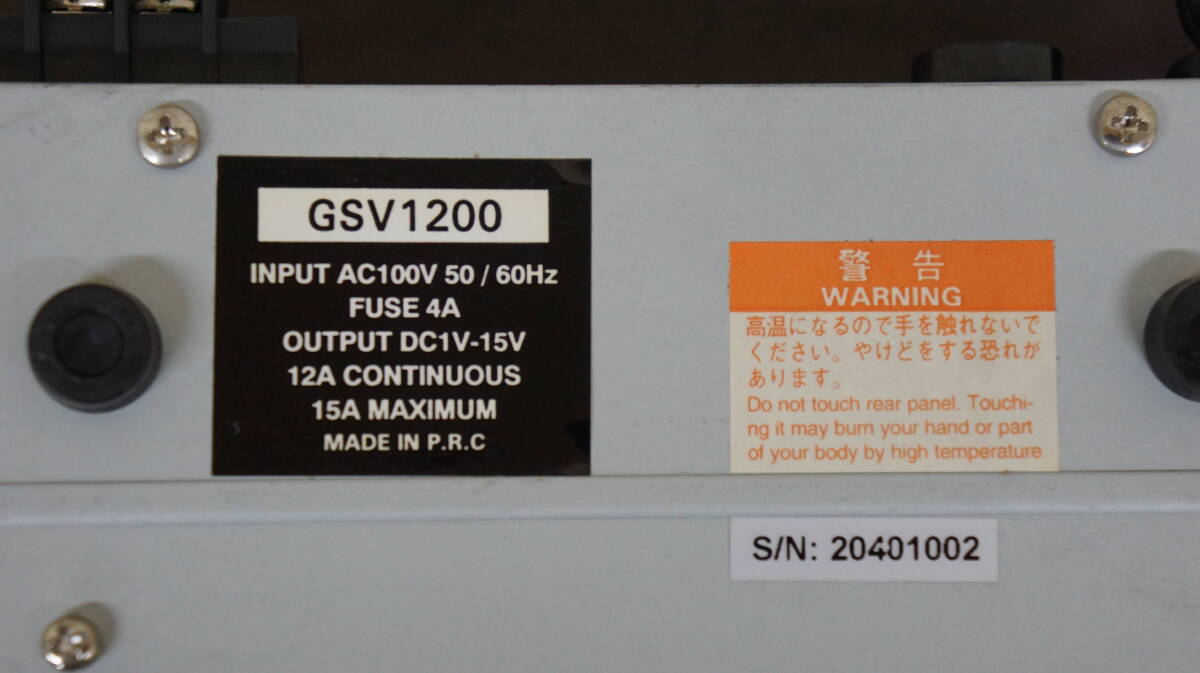 GSV1200
INPUT AC100V 50 / 60Hz
FUSE 4A
OUTPUT DC1V-15V
12A CONTINUOUS
15A MAXIMUM
MADE IN P.R.C
警 告
WARNING
高温になるので手を触れないで
ください。やけどをする恐れが
あります。
Do not touch rear panel. Touchi-
ng it may burn your hand or part
of your body by high temperature
S/N: 20401002